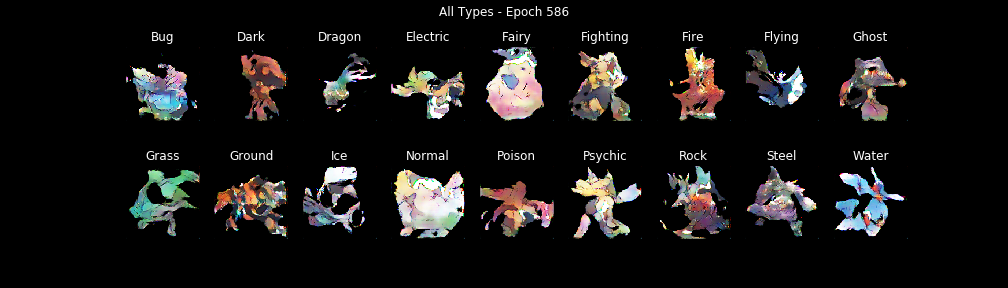 All Types - Epoch 586
Bug Dark Dragon Electric Fairy Fighting Fire Flying Ghost
Grass Ground Ice Normal Poison Psychic Rock Steel Water